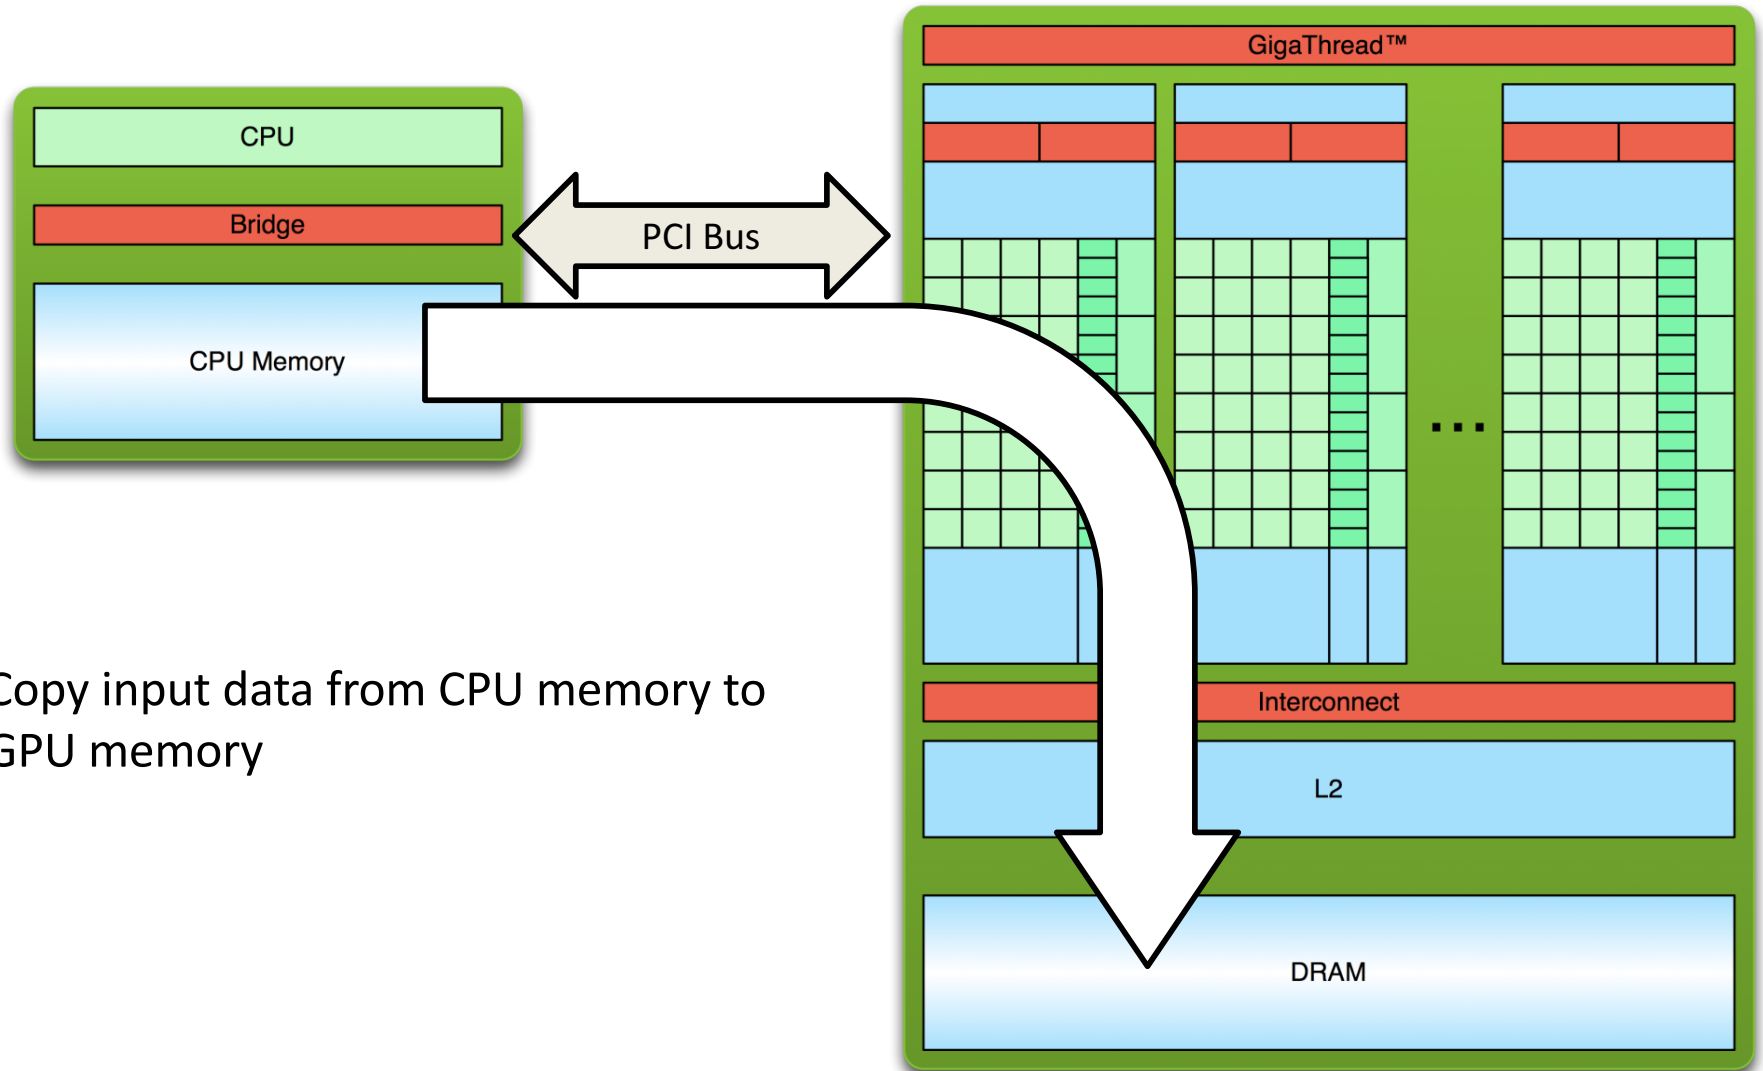 GigaThread™
CPU
Bridge
PCI Bus
CPU Memory
Copy input data from CPU memory to
GPU memory
Interconnect
L2
...
DRAM